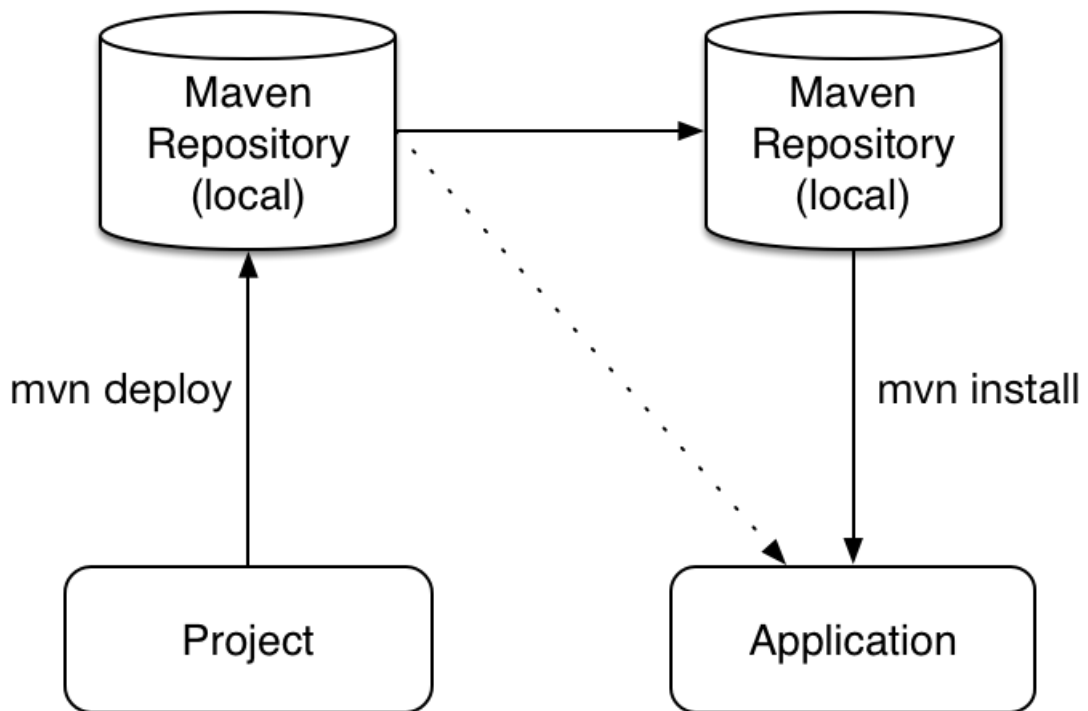 Maven
Repository
(local)
Maven
Repository
(local)
mvn deploy
mvn install
Project
Application